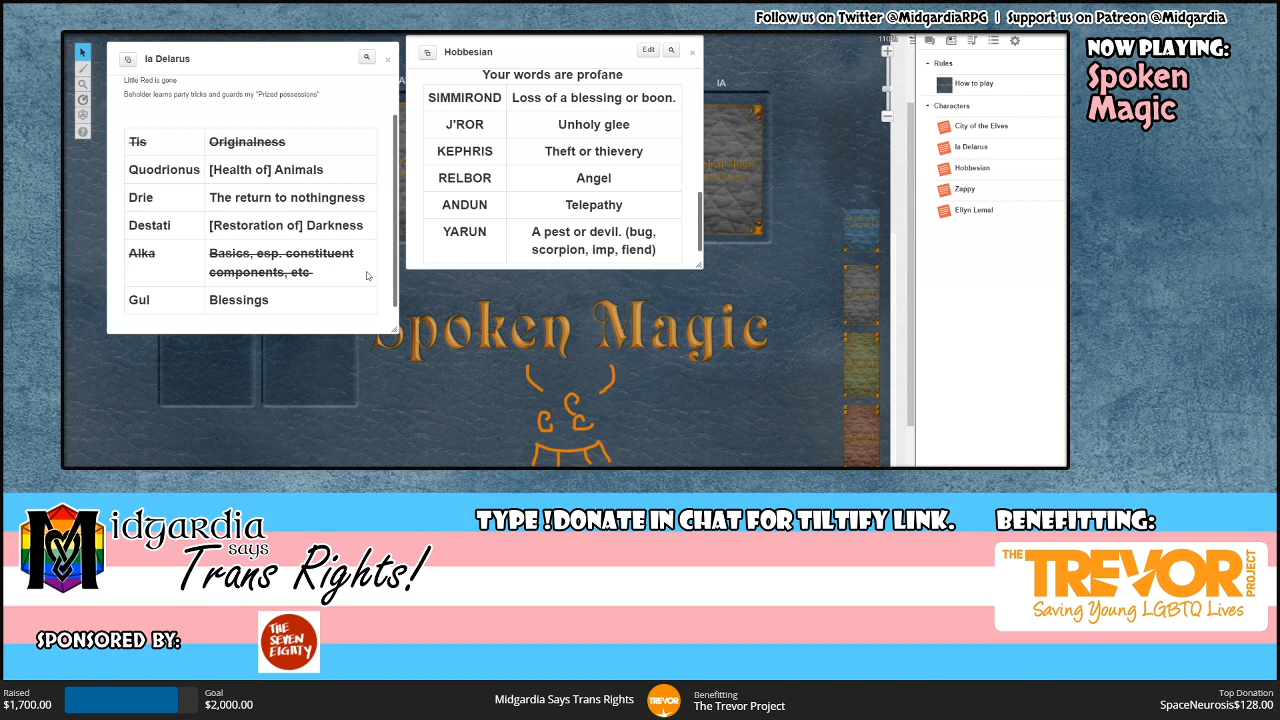 Follow us on Twitter @MidgardiaRPG | Support us on Patreon @Midgardia
NOW PLAYING:
Spoken
Magic
Ia Delarus
Little Rod is gone
Beholder learns party tricks and guards my "Prized possessions"
Tis Originalness
Quodrionus [Health of] Animals
Drie The return to nothingness
Destati [Restoration of] Darkness
Alka Basics, esp. constituent
components, etc
Gul Blessings
Hobbesian
Edit
Your words are profane
SIMMIROND Loss of a blessing or boon.
J'ROR Unholy glee
KEPHRIS Theft or thievery
RELBOR Angel
ANDUN Telepathy
YARUN A pest or devil. (bug,
scorpion, imp, fiend)
IA
Spoken Magic
110%
Rules
How to play
Characters
City of the Elves
Ia Delarus
Hobbesian
Zappy
Ellyn Lemal
Spoken Magic
Midgardia
says
Trans Rights!
TYPE !DONATE IN CHAT FOR TILTIFY LINK.
BENEFITTING:
THE
TREVOR
PROJECT
Saving Young LGBTQ Lives
SPONSORED BY:
THE
SEVEN
EIGHTY
Raised
$1,700.00
Goal
$2,000.00
Midgardia Says Trans Rights
TREVOR
Benefitting
The Trevor Project
Top Donation
SpaceNeurosis$128.00